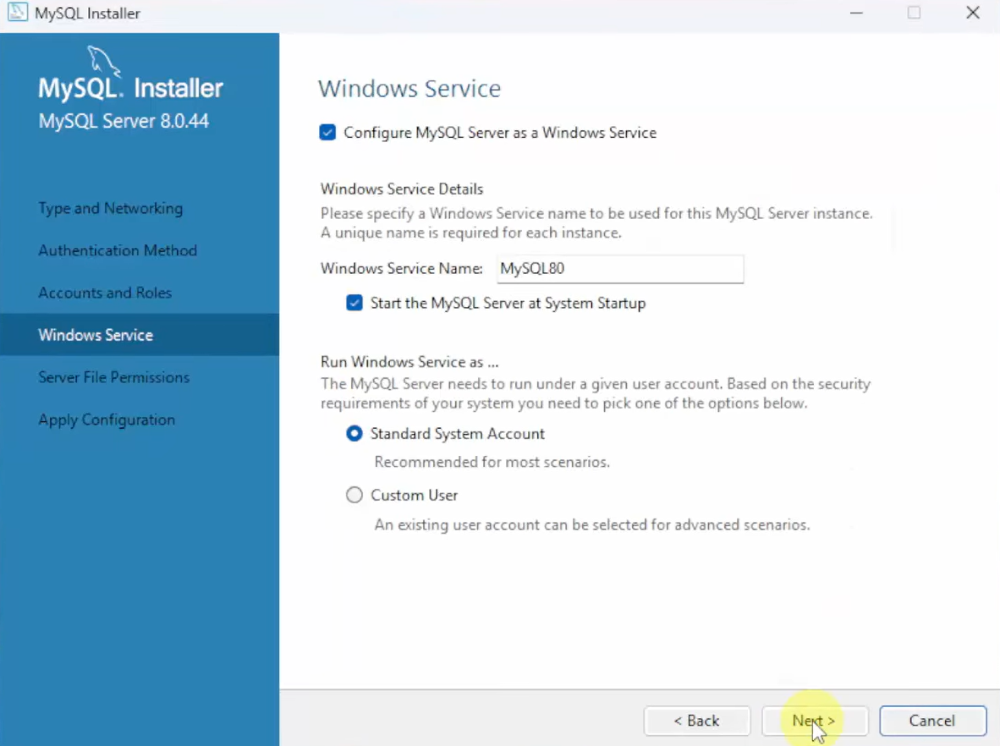 MySQL Installer
MySQL. Installer
MySQL Server 8.0.44
Type and Networking
Authentication Method
Accounts and Roles
Windows Service
Server File Permissions
Apply Configuration
Windows Service
Configure MySQL Server as a Windows Service
Windows Service Details
Please specify a Windows Service name to be used for this MySQL Server instance.
A unique name is required for each instance.
Windows Service Name: MySQL80
Start the MySQL Server at System Startup
Run Windows Service as ...
The MySQL Server needs to run under a given user account. Based on the security
requirements of your system you need to pick one of the options below.
Standard System Account
Recommended for most scenarios.
Custom User
An existing user account can be selected for advanced scenarios.
< Back Next > Cancel